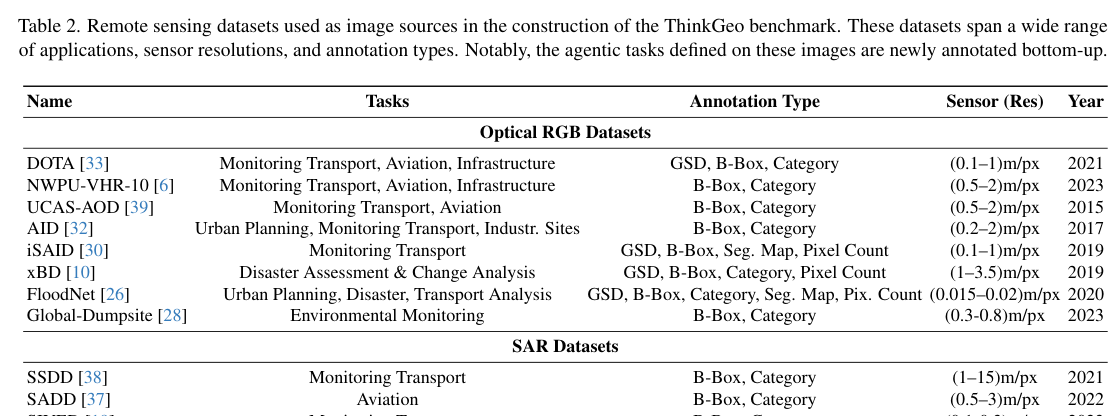 Table 2. Remote sensing datasets used as image sources in the construction of the ThinkGeo benchmark. These datasets span a wide range
of applications, sensor resolutions, and annotation types. Notably, the agentic tasks defined on these images are newly annotated bottom-up.
Name Tasks Annotation Type Sensor (Res) Year
Optical RGB Datasets
DOTA [33] Monitoring Transport, Aviation, Infrastructure GSD, B-Box, Category (0.1–1)m/px 2021
NWPU-VHR-10 [6] Monitoring Transport, Aviation, Infrastructure B-Box, Category (0.5–2)m/px 2023
UCAS-AOD [39] Monitoring Transport, Aviation B-Box, Category (0.5–2)m/px 2015
AID [32] Urban Planning, Monitoring Transport, Industr. Sites B-Box, Category (0.2–2)m/px 2017
iSAID [30] Monitoring Transport GSD, B-Box, Seg. Map, Pixel Count (0.1–1)m/px 2019
xBD [10] Disaster Assessment & Change Analysis GSD, B-Box, Category, Pixel Count (1–3.5)m/px 2019
FloodNet [26] Urban Planning, Disaster, Transport Analysis GSD, B-Box, Category, Seg. Map, Pix. Count (0.015–0.02)m/px 2020
Global-Dumpsite [28] Environmental Monitoring B-Box, Category (0.3-0.8)m/px 2023
SAR Datasets
SSDD [38] Monitoring Transport B-Box, Category (1–15)m/px 2021
SADD [37] Aviation B-Box, Category (0.5–3)m/px 2022